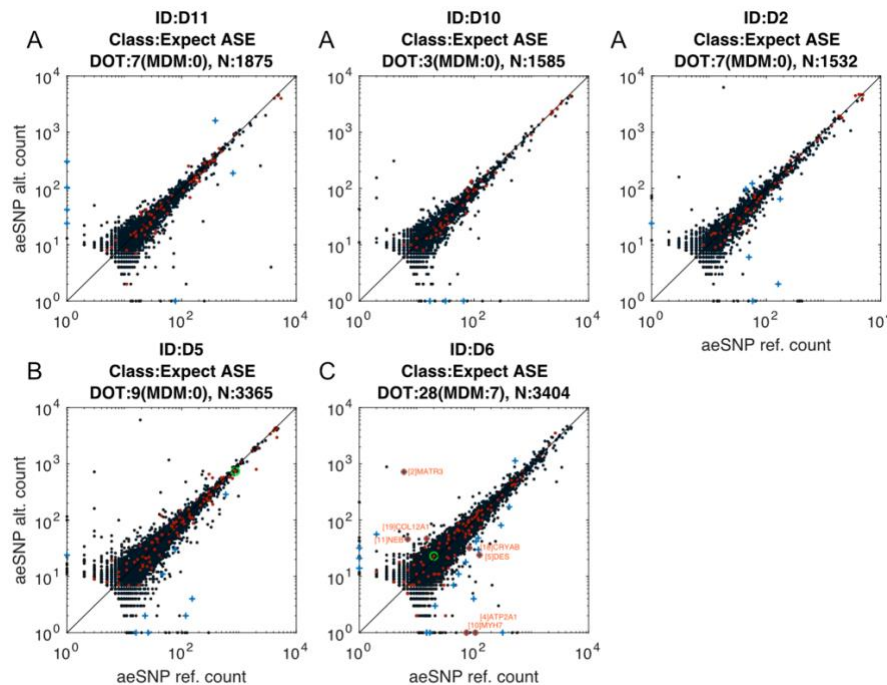 ID:D11
Class:Expect ASE
DOT:7(MDM:0), N:1875
A
aeSNP alt. count
10^4
10^3
10^2
10^1
10^0
10^0
10^2
10^4
ID:D10
Class:Expect ASE
DOT:3(MDM:0), N:1585
A
10^4
10^3
10^2
10^1
10^0
10^0
10^2
10^4
ID:D2
Class:Expect ASE
DOT:7(MDM:0), N:1532
A
10^4
10^3
10^2
10^1
10^0
10^0
10^2
10^4
aeSNP ref. count
ID:D5
Class:Expect ASE
DOT:9(MDM:0), N:3365
B
aeSNP alt. count
10^4
10^3
10^2
10^1
10^0
10^0
10^2
10^4
aeSNP ref. count
ID:D6
Class:Expect ASE
DOT:28(MDM:7), N:3404
C
10^4
10^3
10^2
10^1
10^0
[2]MATR3
[19]COL12A1
[11]NEB
[18]CRYAB
[5]DES
[4]ATP2A1
[10]MYH7
10^0
10^2
10^4
aeSNP ref. count